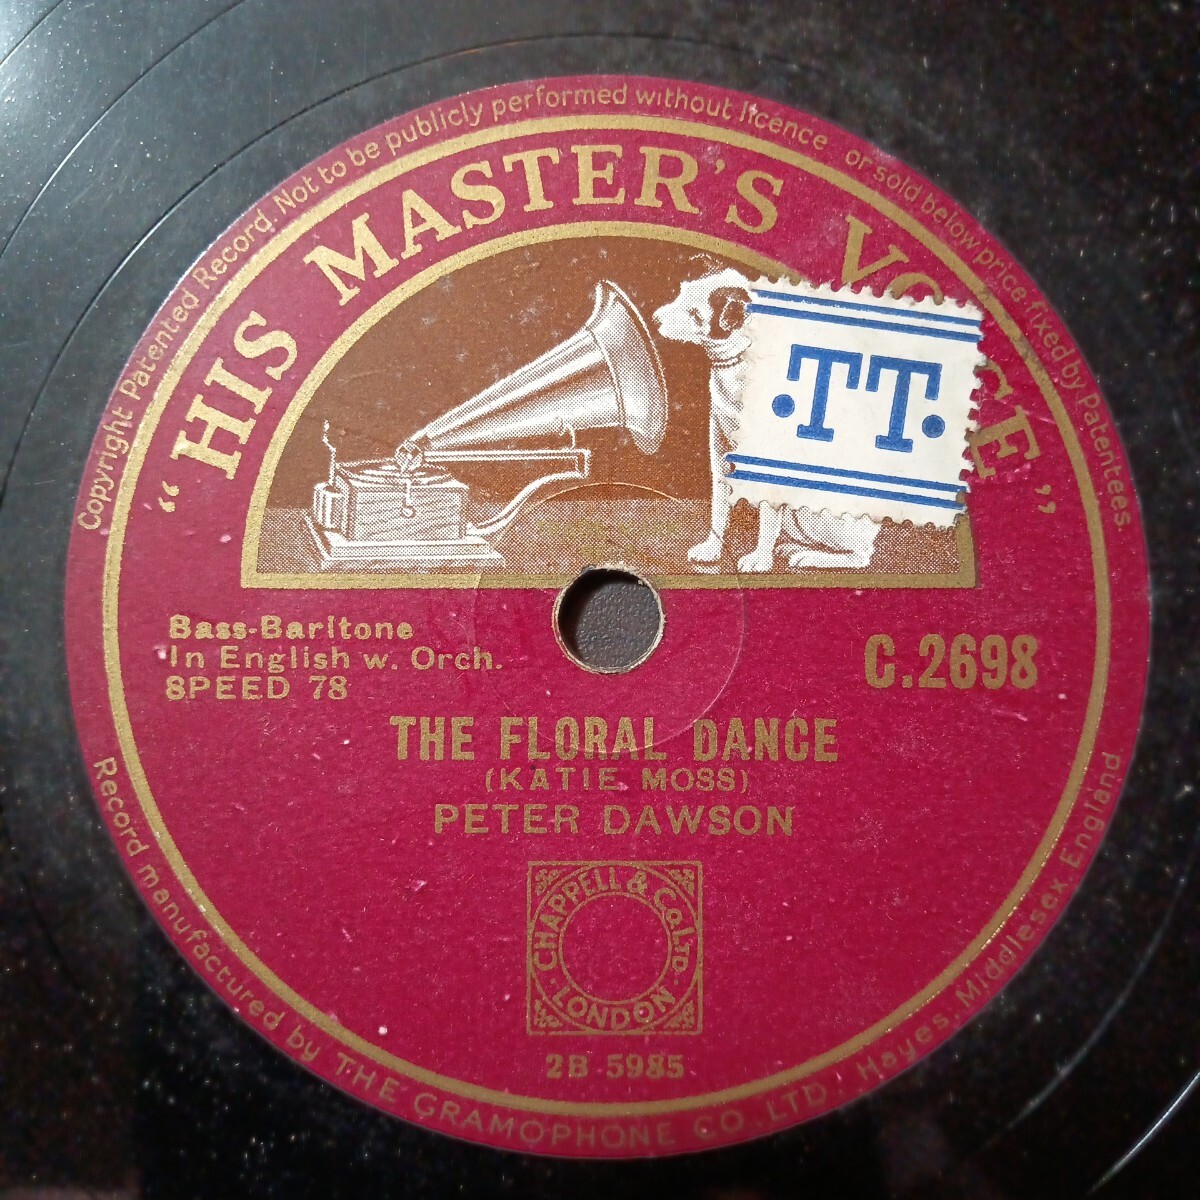 Copyright Patented Record. Not to be publicly performed without licence or sold below price fixed by Patentees.
"HIS MASTER'S VOICE"
·TT·
Bass-Baritone
In English w. Orch.
SPEED 78
C.2698
THE FLORAL DANCE
(KATIE MOSS)
PETER DAWSON
CHAPPELL & Co LTD
· LONDON ·
2B 5985
Record manufactured by THE GRAMOPHONE CO., LTD., Hayes, Middlesex, England